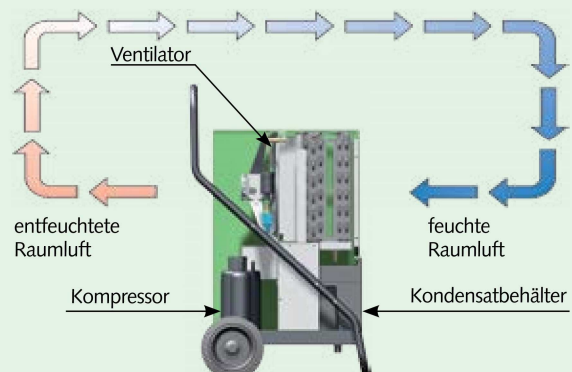 Ventilator
entfeuchtete
Raumluft
feuchte
Raumluft
Kompressor
Kondensatbehälter